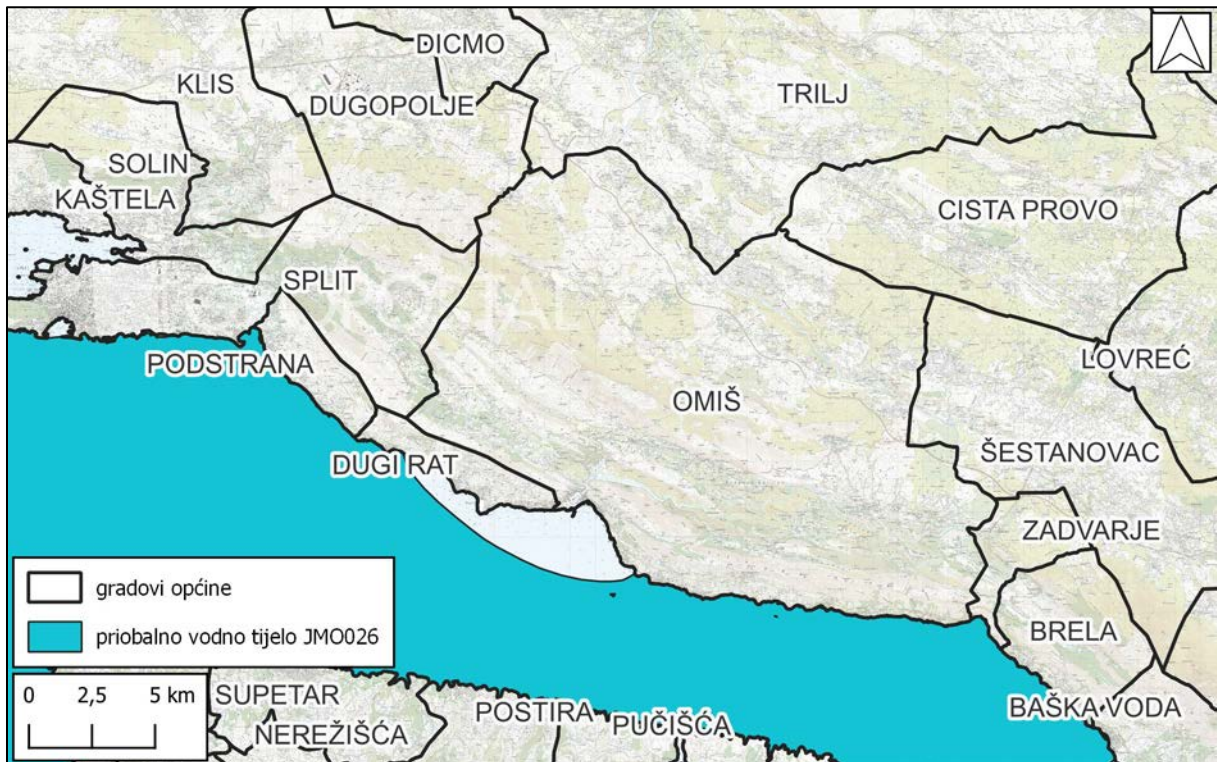 DICMO
KLIS
DUGOPOLJE
TRILJ
SOLIN
KAŠTELA
CISTA PROVO
SPLIT
PODSTRANA
LOVREĆ
OMIŠ
DUGI RAT
ŠESTANOVAC
ZADVARJE
gradovi općine
priobalno vodno tijelo JMO026
BRELA
0 2,5 5 km
SUPETAR
POSTIRA
PUČIŠĆA
BAŠKA VODA
NEREŽIŠĆA